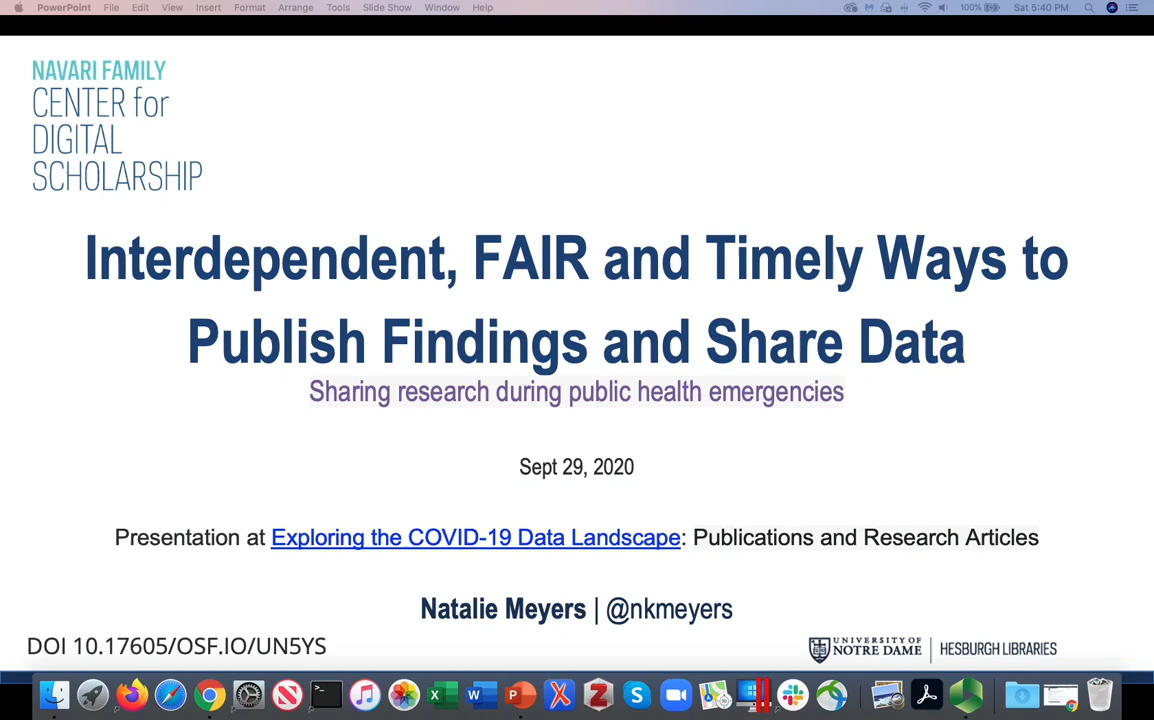 PowerPoint File Edit View Insert Format Arrange Tools Slide Show Window Help 100% Sat 5:40 PM
NAVARI FAMILY
CENTER for
DIGITAL
SCHOLARSHIP
Interdependent, FAIR and Timely Ways to
Publish Findings and Share Data
Sharing research during public health emergencies
Sept 29, 2020
Presentation at Exploring the COVID-19 Data Landscape: Publications and Research Articles
Natalie Meyers | @nkmeyers
DOI 10.17605/OSF.IO/UN5YS
UNIVERSITY OF
NOTRE DAME
HESBURGH LIBRARIES